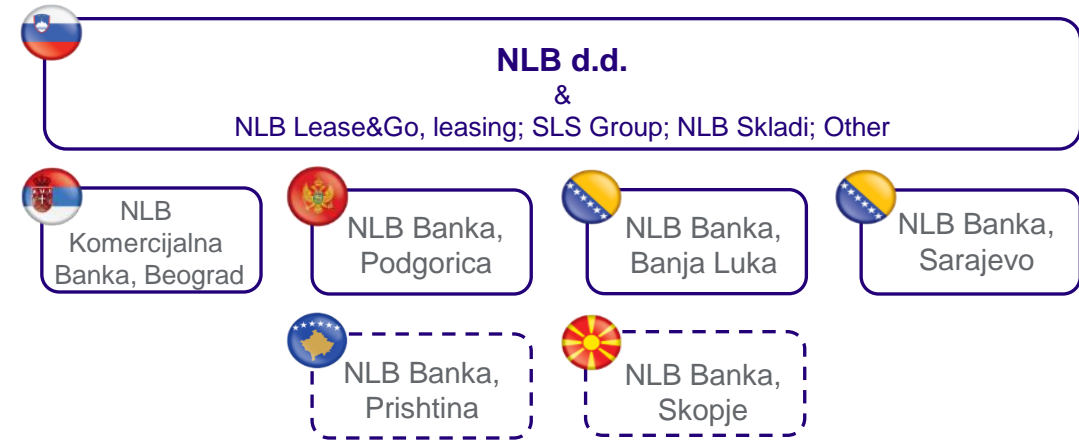 NLB d.d.
&
NLB Lease&Go, leasing; SLS Group; NLB Skladi; Other
NLB
Komercijalna
Banka, Beograd
NLB Banka,
Podgorica
NLB Banka,
Banja Luka
NLB Banka,
Sarajevo
NLB Banka,
Prishtina
NLB Banka,
Skopje